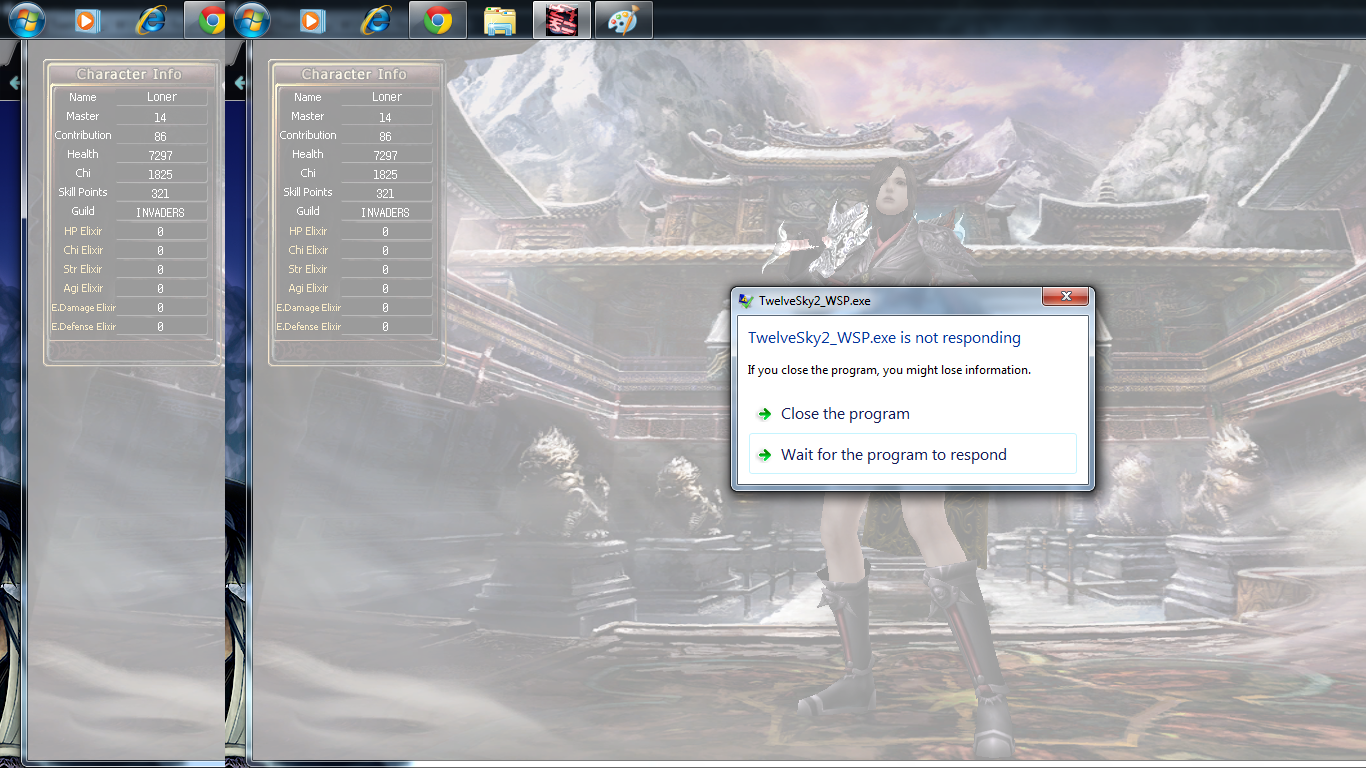 Character Info
Name Loner
Master 14
Contribution 86
Health 7297
Chi 1825
Skill Points 321
Guild INVADERS
HP Elixir 0
Chi Elixir 0
Str Elixir 0
Agi Elixir 0
E.Damage Elixir 0
E.Defense Elixir 0
Character Info
Name Loner
Master 14
Contribution 86
Health 7297
Chi 1825
Skill Points 321
Guild INVADERS
HP Elixir 0
Chi Elixir 0
Str Elixir 0
Agi Elixir 0
E.Damage Elixir 0
E.Defense Elixir 0
TwelveSky2_WSP.exe
TwelveSky2_WSP.exe is not responding
If you close the program, you might lose information.
Close the program
Wait for the program to respond